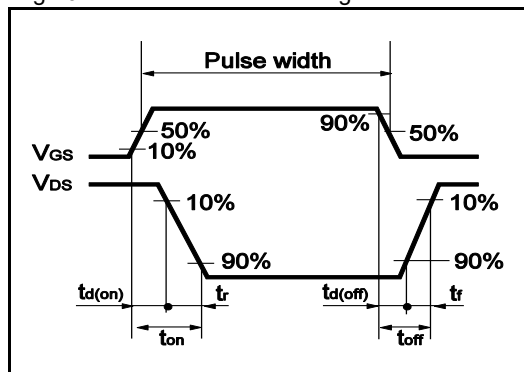 Pulse width
50%
90%
50%
10%
VGS
VDS
10%
10%
90%
90%
td(on)
tr
td(off)
tf
ton
toff